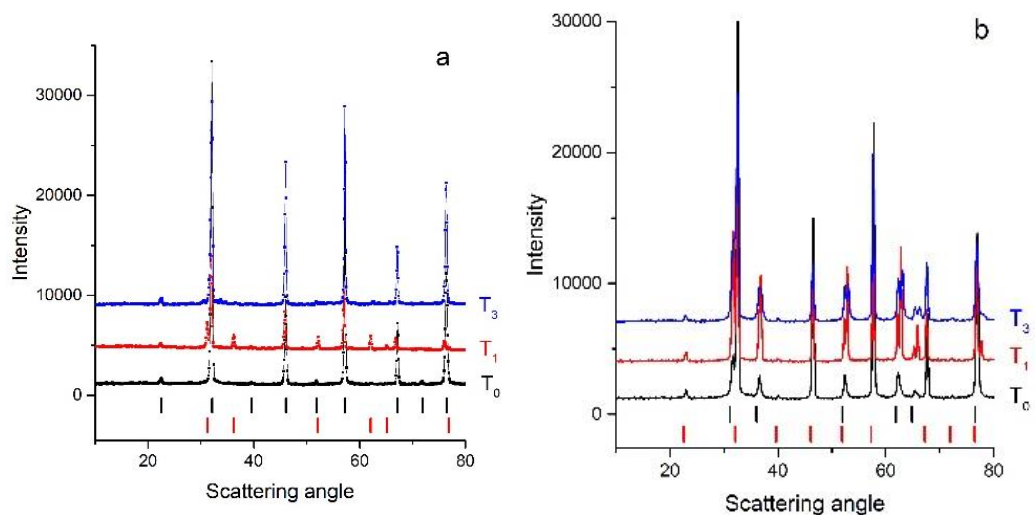 a
30000
20000
10000
0
Intensity
T3
T1
T0
20
40
60
80
Scattering angle
b
30000
20000
10000
0
Intensity
T3
T1
T0
20
40
60
80
Scattering angle